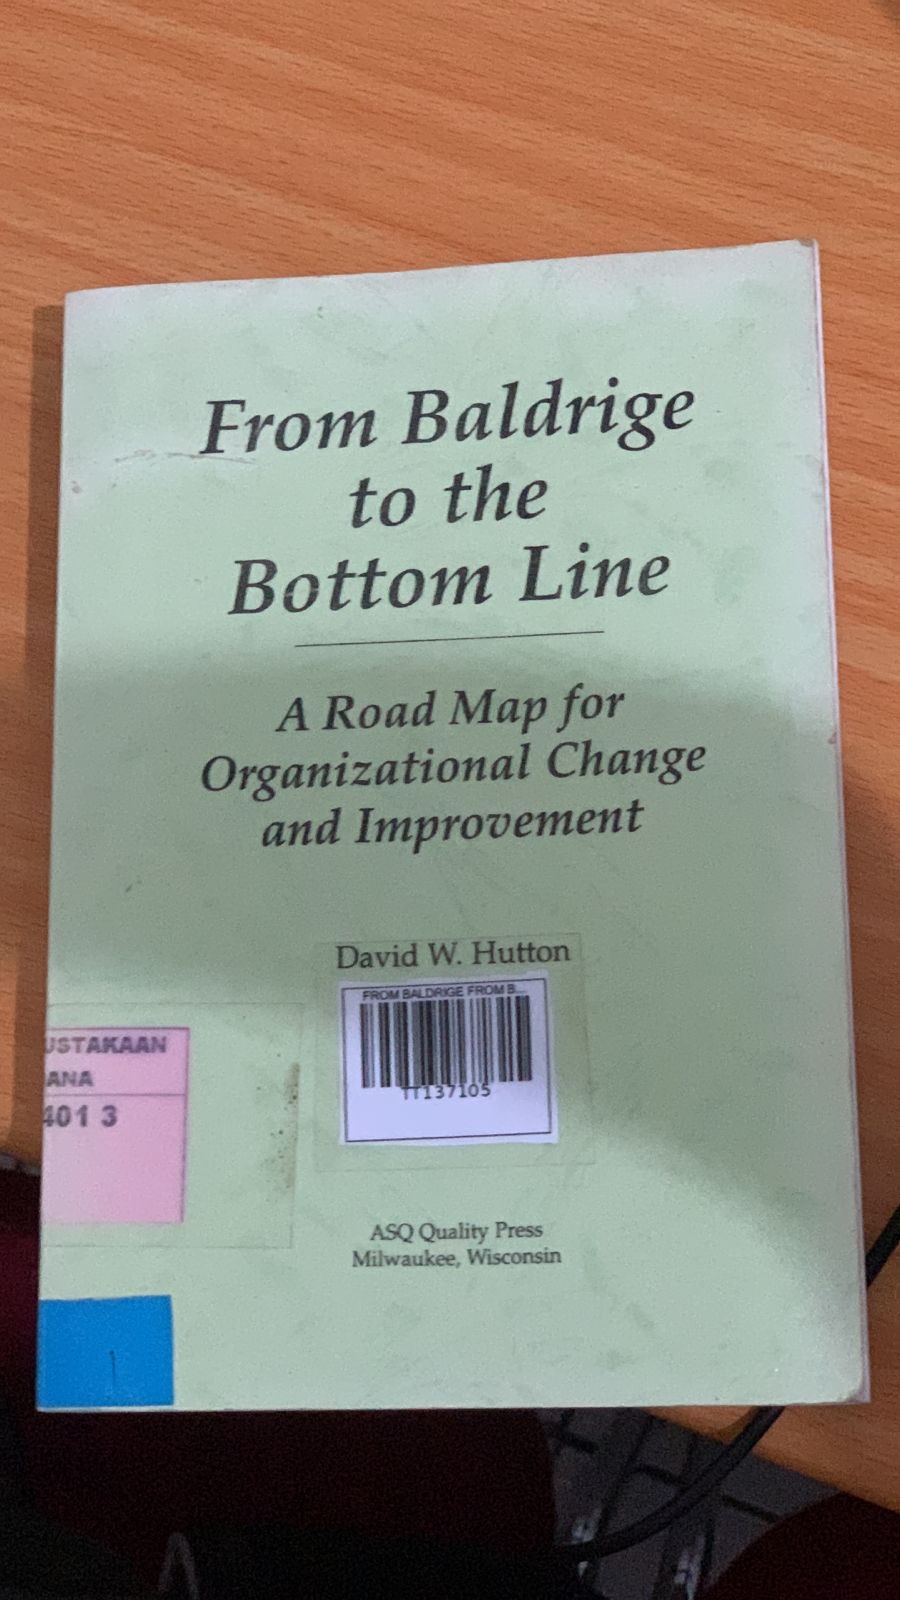 From Baldrige
to the
Bottom Line
A Road Map for
Organizational Change
and Improvement
David W. Hutton
FROM BALDRIGE FROM B...
TT137105
USTAKAAN
ANA
401 3
ASQ Quality Press
Milwaukee, Wisconsin
1